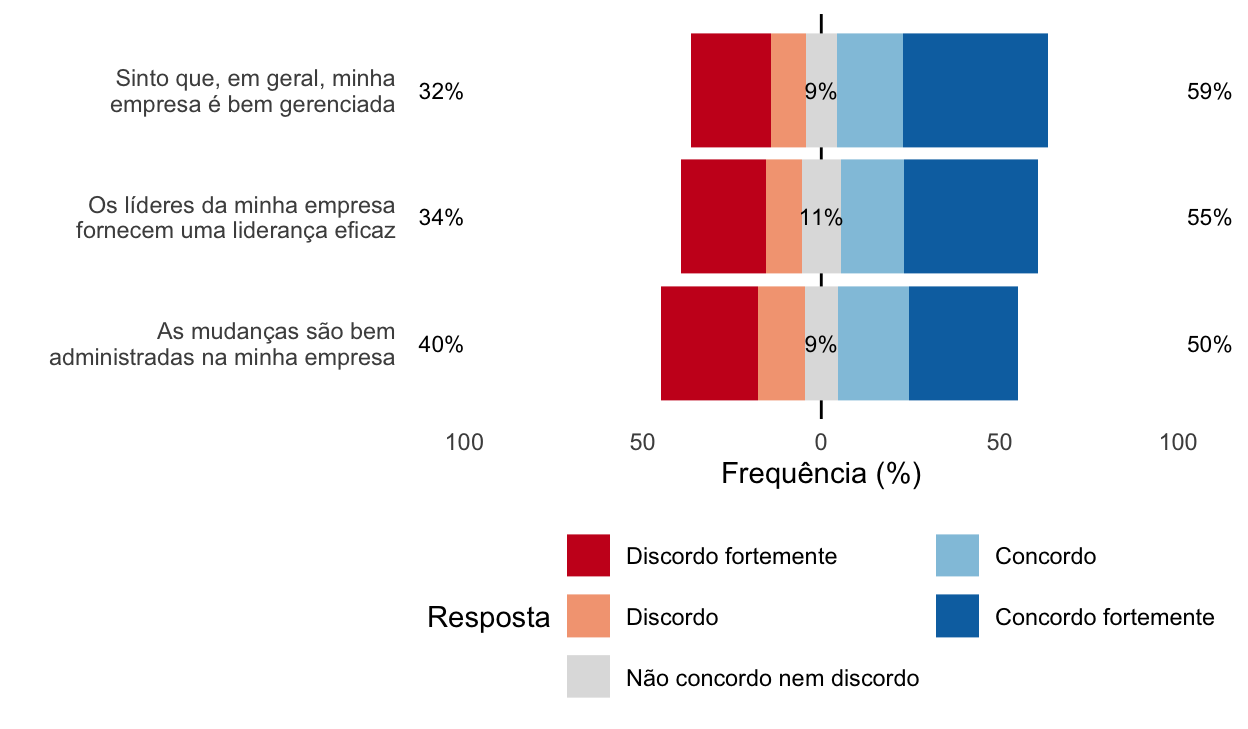 Sinto que, em geral, minha
empresa é bem gerenciada
32%
9%
59%
Os líderes da minha empresa
fornecem uma liderança eficaz
34%
11%
55%
As mudanças são bem
administradas na minha empresa
40%
9%
50%
100 50 0 50 100
Frequência (%)
Resposta
Discordo fortemente
Discordo
Não concordo nem discordo
Concordo
Concordo fortemente